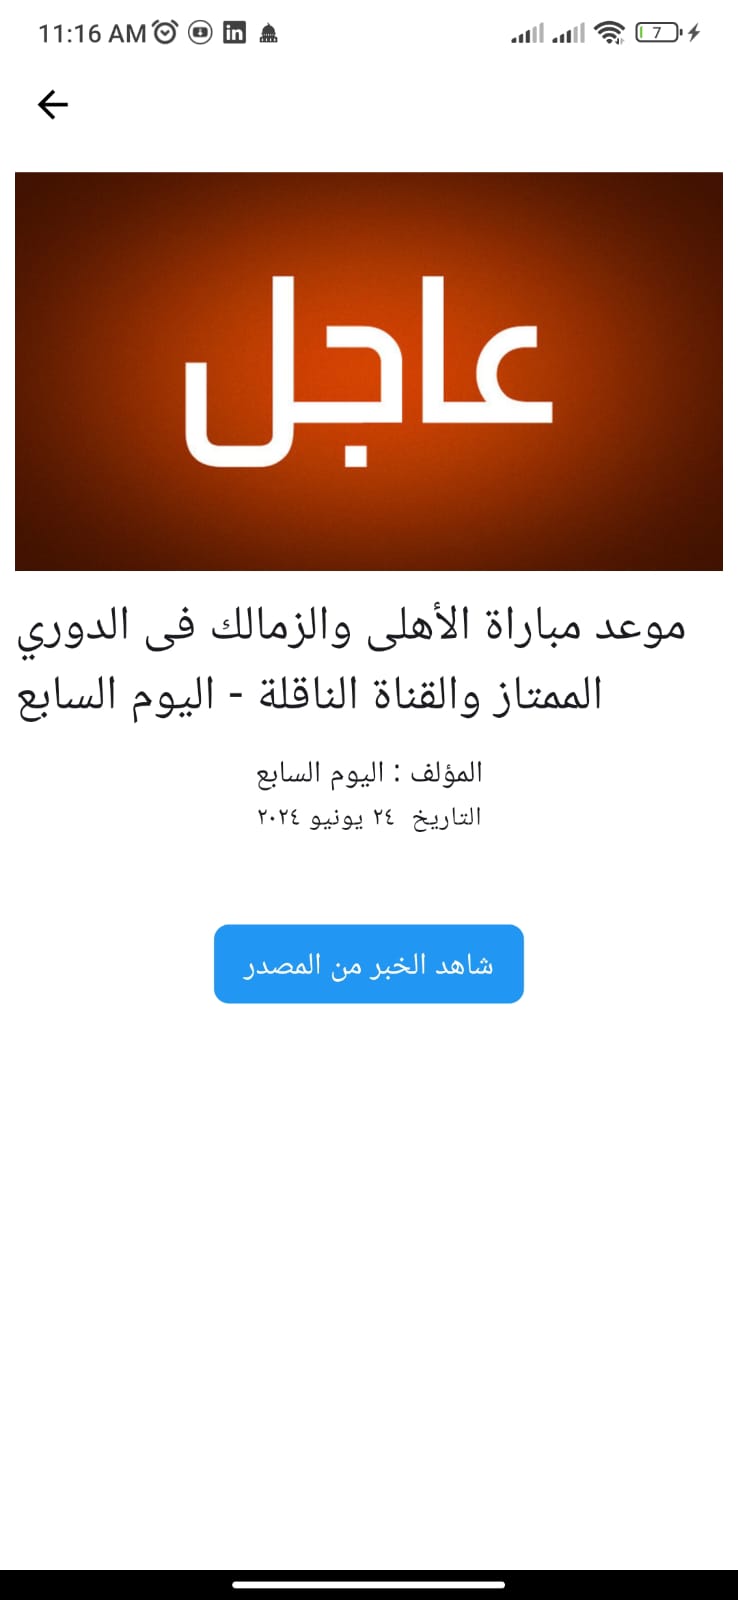 11:16 AM
7
عاجل
موعد مباراة الأهلى والزمالك فى الدوري
الممتاز والقناة الناقلة - اليوم السابع
المؤلف : اليوم السابع
التاريخ ٢٤ يونيو ٢٠٢٤
شاهد الخبر من المصدر